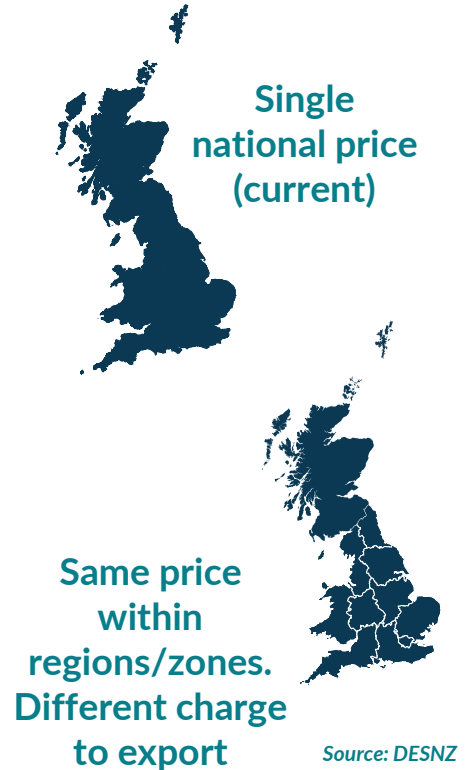 Single
national price
(current)
Same price
within
regions/zones.
Different charge
to export
Source: DESNZ